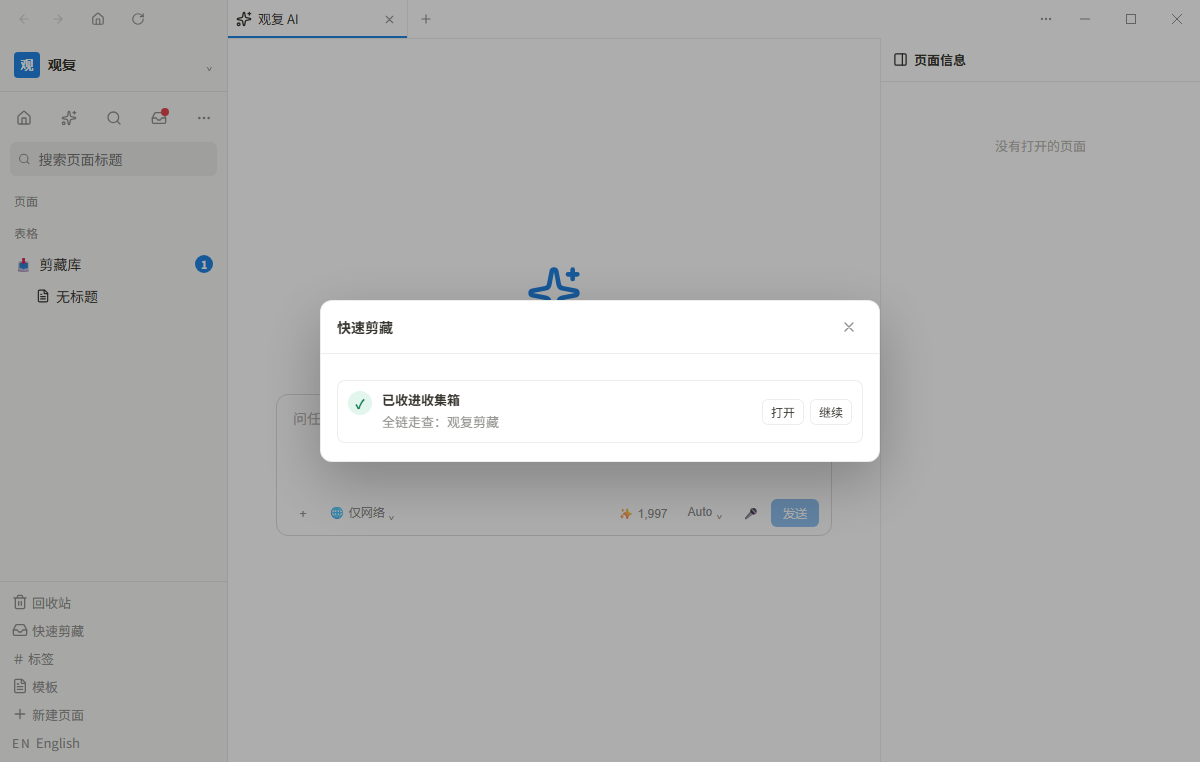 观复 AI
观 观复
搜索页面标题
页面
表格
剪藏库 1
无标题
回收站
快速剪藏
# 标签
模板
新建页面
EN English
快速剪藏
已收进收集箱
全链走查：观复剪藏
打开 继续
问任
+ 仅网络 1,997 Auto 发送
页面信息
没有打开的页面